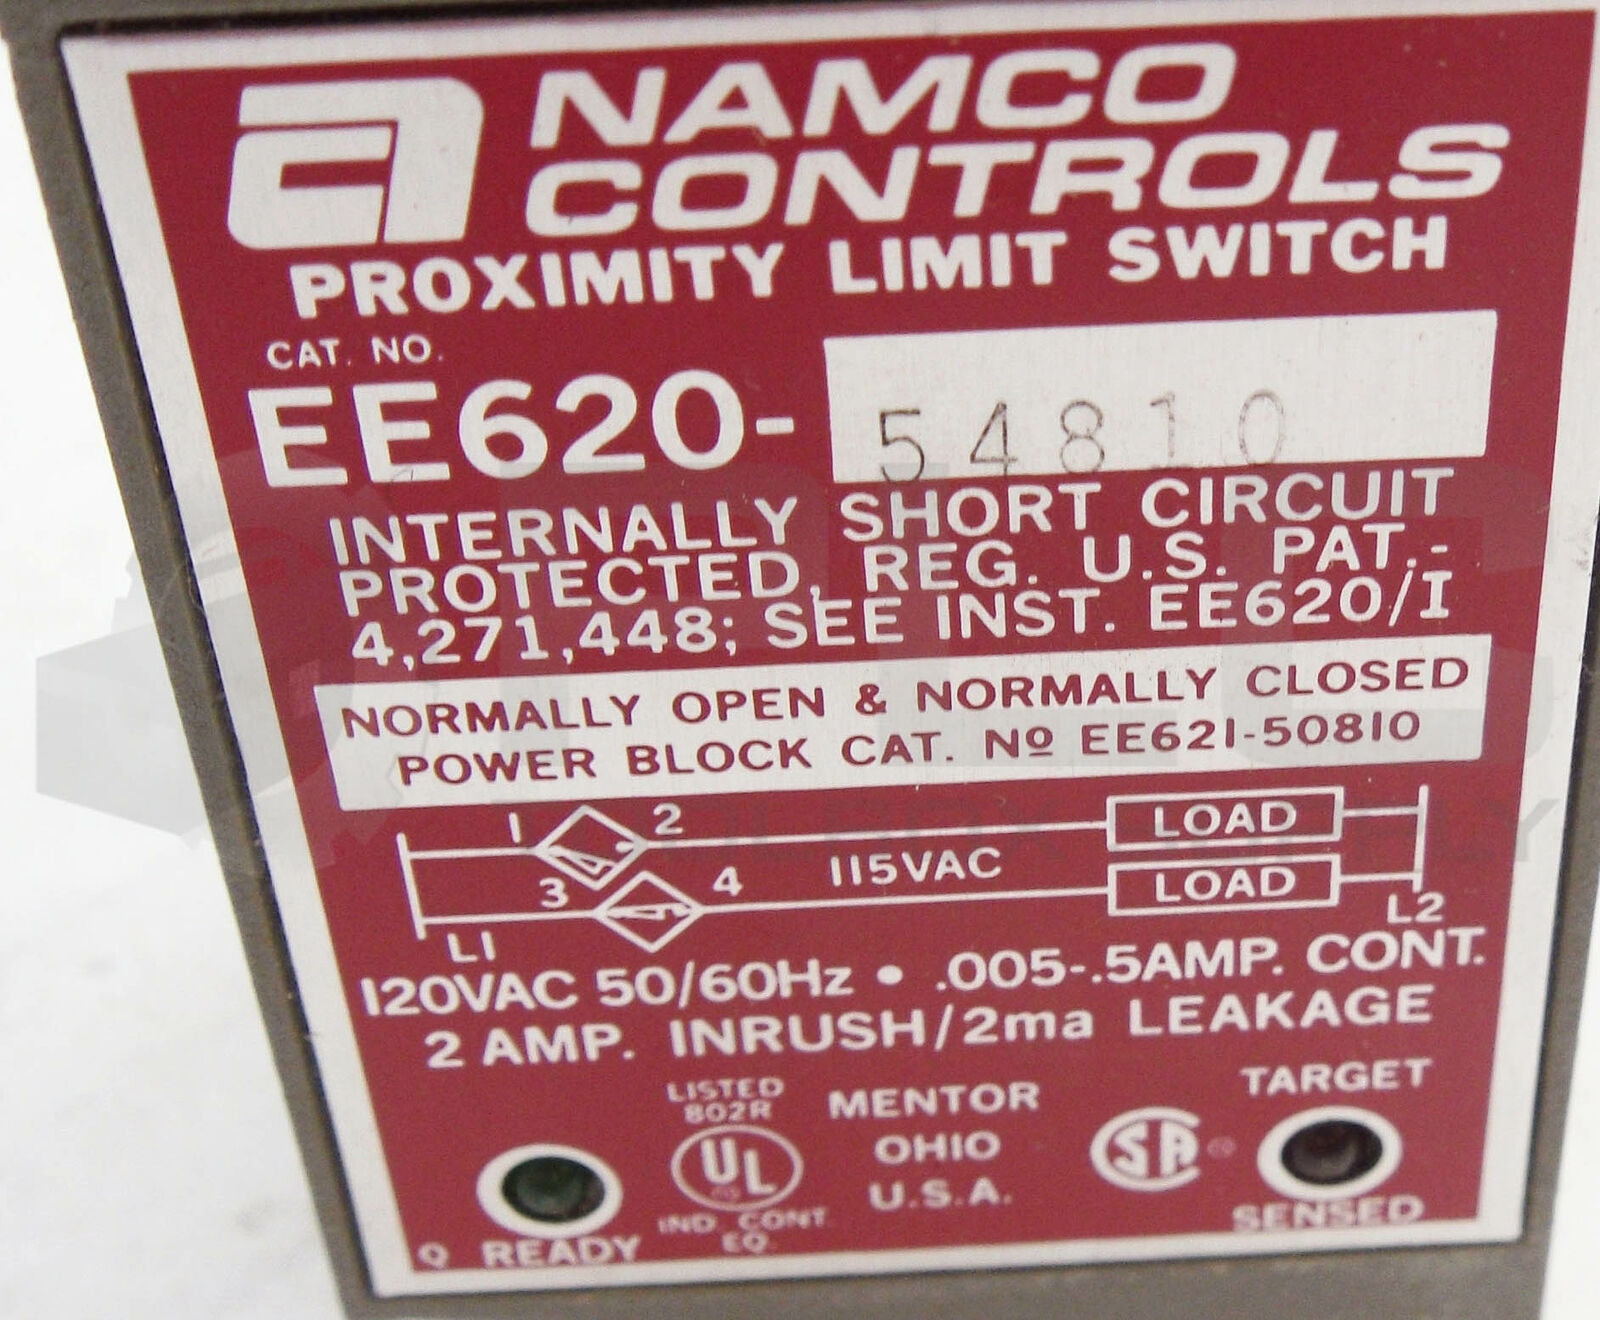 NAMCO
CONTROLS
PROXIMITY LIMIT SWITCH
CAT. NO.
EE620- 54810
INTERNALLY SHORT CIRCUIT
PROTECTED, REG. U.S. PAT.-
4,271,448; SEE INST. EE620/I
NORMALLY OPEN & NORMALLY CLOSED
POWER BLOCK CAT. Nº EE621-50810
1 2 LOAD
115VAC
3 4 LOAD
L1 L2
120VAC 50/60Hz • .005-.5AMP. CONT.
2 AMP. INRUSH/2ma LEAKAGE
LISTED
802R
UL
IND. CONT.
EQ.
MENTOR
OHIO
U.S.A.
SA
TARGET
SENSED
Q READY